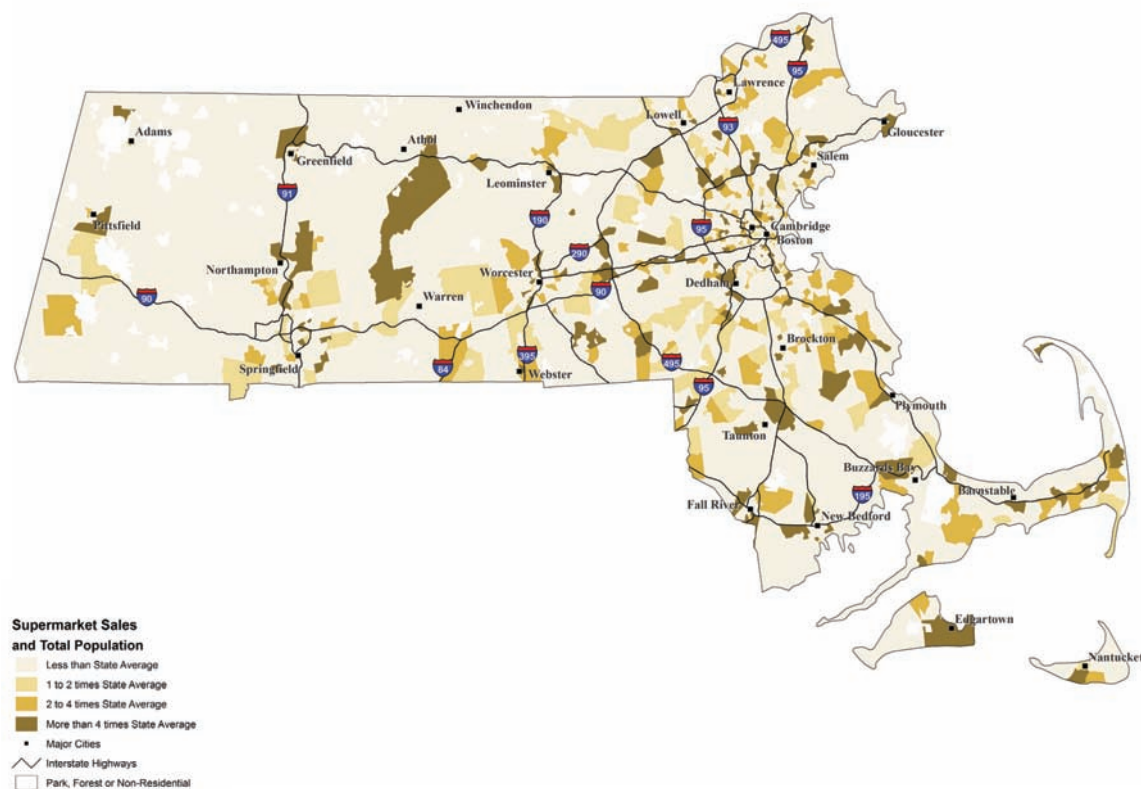 495
95
Lawrence
Winchendon
Lowell
93
Gloucester
Adams
Athol
Greenfield
Salem
Leominster
91
190
Pittsfield
95
Cambridge
Boston
290
Northampton
Worcester
Dedham
90
90
Warren
Brockton
395
495
Springfield
84
Webster
95
Plymouth
Taunton
Buzzards Bay
195
Barnstable
Fall River
New Bedford
Edgartown
Nantucket
Supermarket Sales
and Total Population
Less than State Average
1 to 2 times State Average
2 to 4 times State Average
More than 4 times State Average
Major Cities
Interstate Highways
Park, Forest or Non-Residential